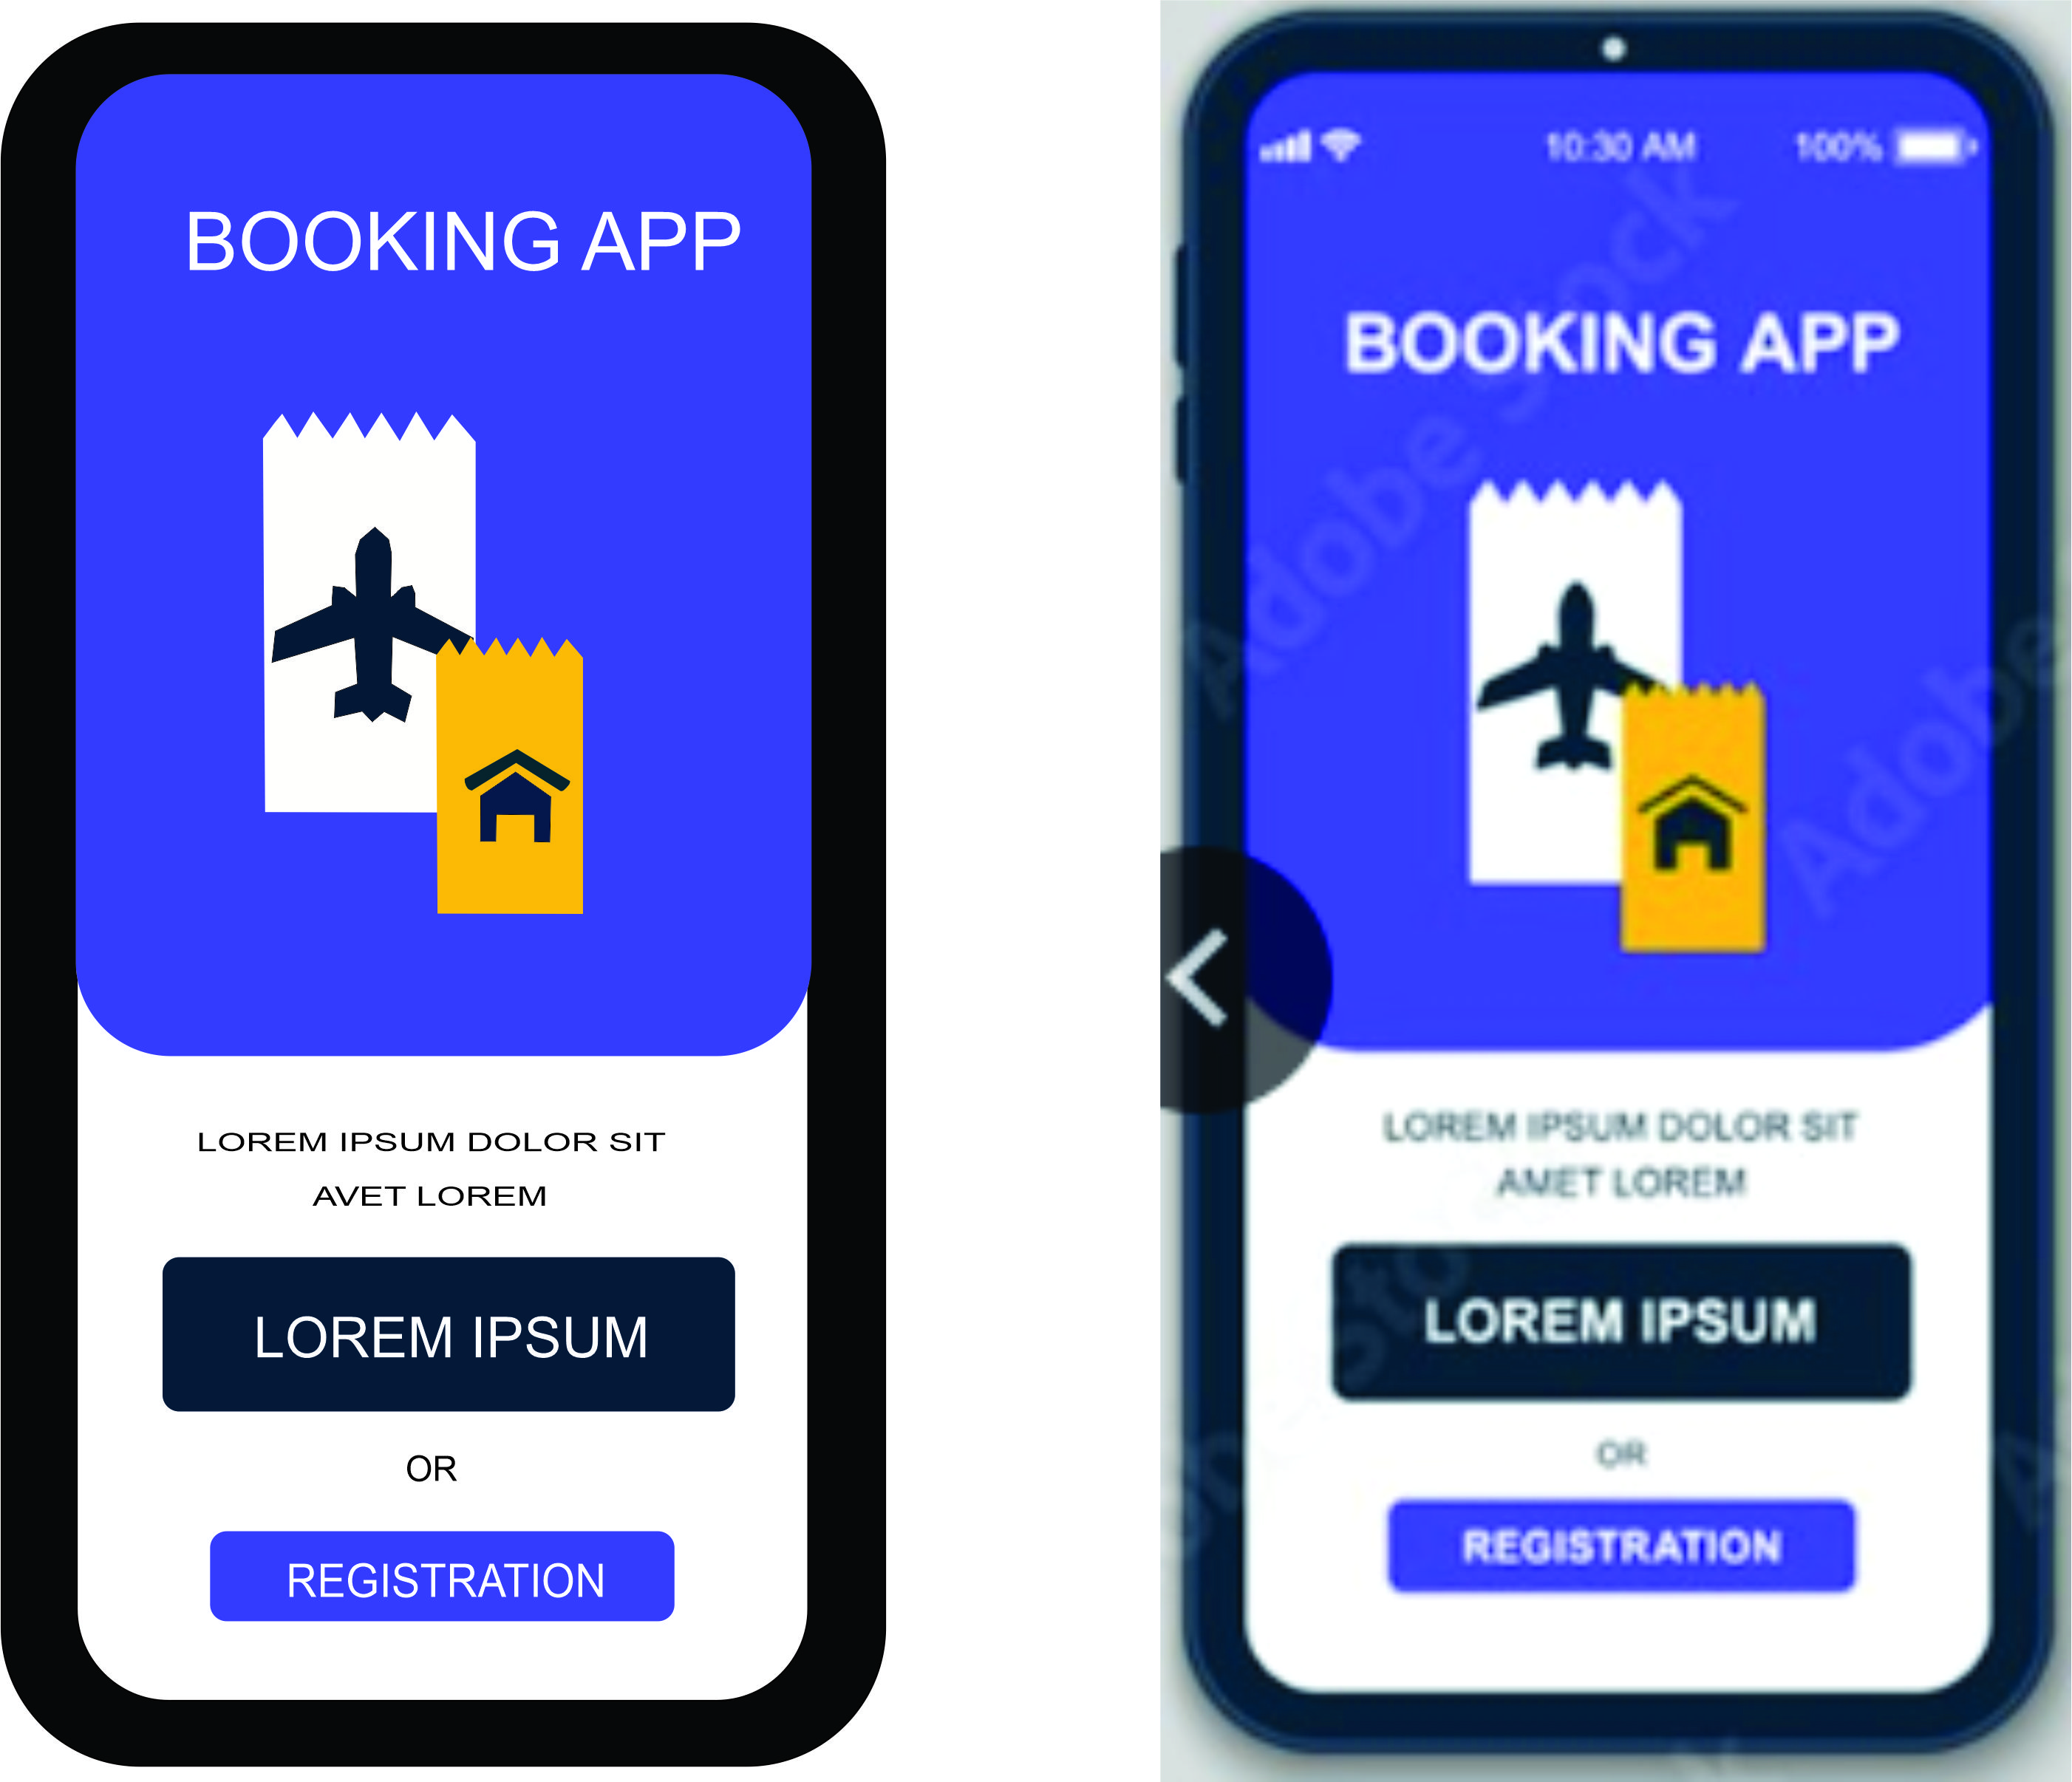 BOOKING APP
LOREM IPSUM DOLOR SIT
AVET LOREM
LOREM IPSUM
OR
REGISTRATION
10:30 AM 100%
BOOKING APP
LOREM IPSUM DOLOR SIT
AMET LOREM
LOREM IPSUM
OR
REGISTRATION
Adobe Stock
Adobe